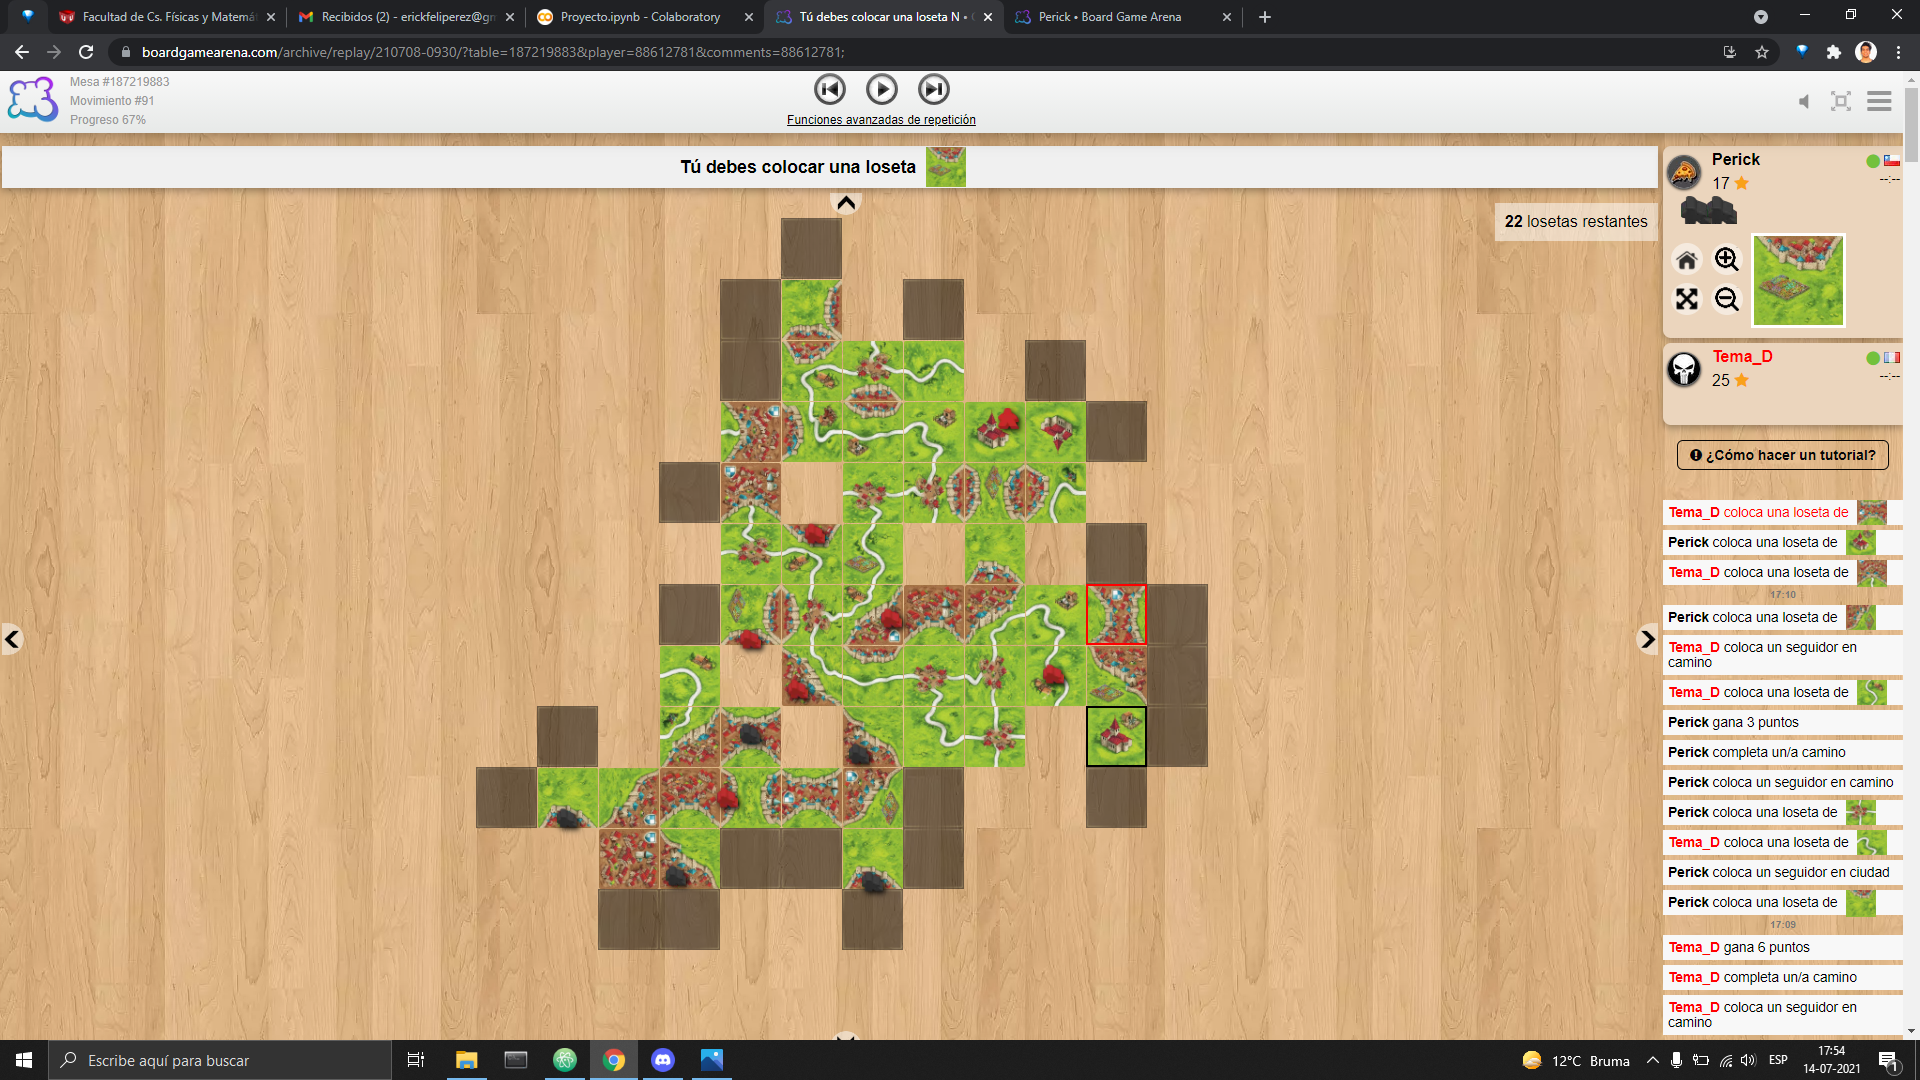 Facultad de Cs. Físicas y Matemá
Recibidos (2) - erickfeliperez@gm
Proyecto.ipynb - Colaboratory
Tú debes colocar una loseta N •
Perick • Board Game Arena
boardgamearena.com/archive/replay/210708-0930/?table=187219883&player=88612781&comments=88612781;
Mesa #187219883
Movimiento #91
Progreso 67%
Funciones avanzadas de repetición
Tú debes colocar una loseta
22 losetas restantes
Perick
17
--:--
Tema_D
25
--:--
¿Cómo hacer un tutorial?
Tema_D coloca una loseta de
Perick coloca una loseta de
Tema_D coloca una loseta de
17:10
Perick coloca una loseta de
Tema_D coloca un seguidor en
camino
Tema_D coloca una loseta de
Perick gana 3 puntos
Perick completa un/a camino
Perick coloca un seguidor en camino
Perick coloca una loseta de
Tema_D coloca una loseta de
Perick coloca un seguidor en ciudad
Perick coloca una loseta de
17:09
Tema_D gana 6 puntos
Tema_D completa un/a camino
Tema_D coloca un seguidor en
camino
Escribe aquí para buscar
12°C Bruma
ESP
17:54
14-07-2021
1